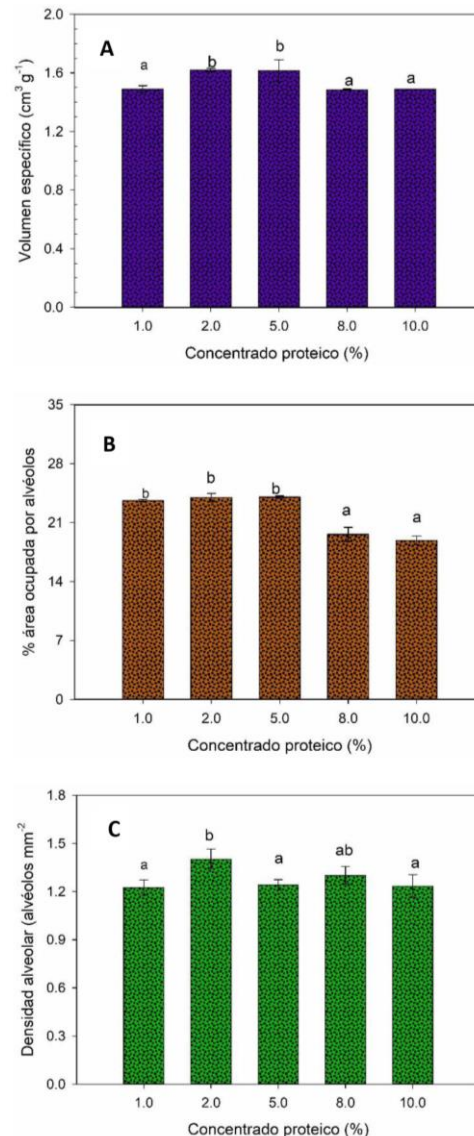 A
Volumen específico (cm³ g⁻¹)
2.0
1.6
1.2
0.8
0.4
0.0
a
b
b
a
a
1.0 2.0 5.0 8.0 10.0
Concentrado proteico (%)
B
% área ocupada por alvéolos
35
28
21
14
7
0
b
b
b
a
a
1.0 2.0 5.0 8.0 10.0
Concentrado proteico (%)
C
Densidad alveolar (alvéolos mm⁻²
1.8
1.5
1.2
0.9
0.6
0.3
0.0
a
b
a
ab
a
1.0 2.0 5.0 8.0 10.0
Concentrado proteico (%)